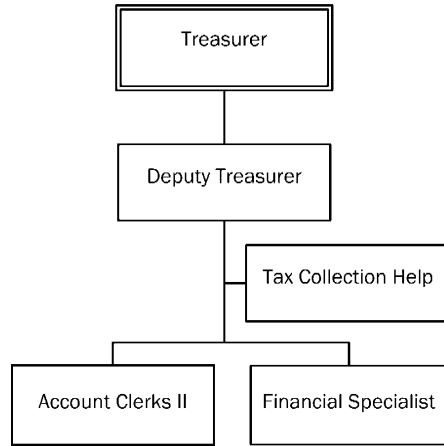 Treasurer
Deputy Treasurer
Tax Collection Help
Account Clerks II
Financial Specialist